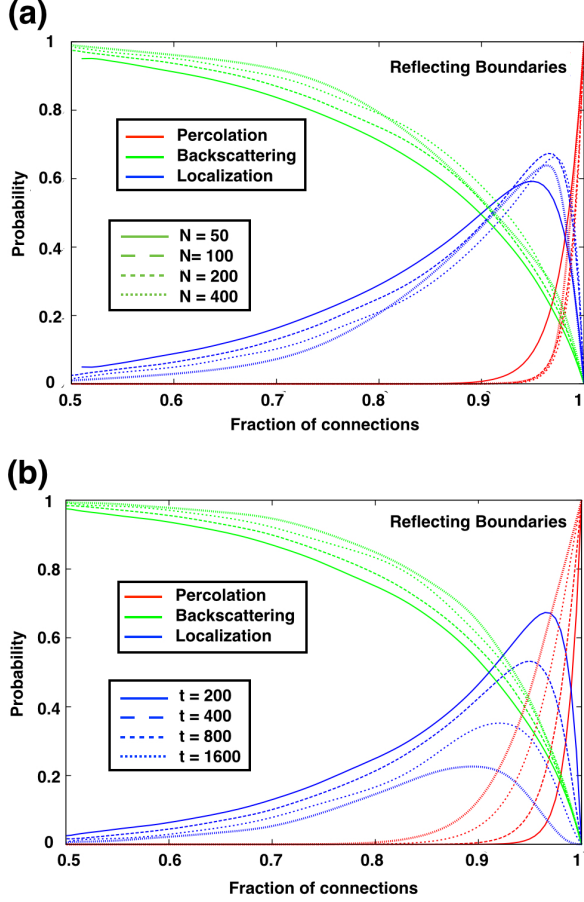 (a)
1
Reflecting Boundaries
0.8
Percolation
Backscattering
Localization
0.6
Probability
N = 50
N= 100
N = 200
N = 400
0.4
0.2
0
0.5 0.6 0.7 0.8 0.9 1
Fraction of connections
(b)
1
Reflecting Boundaries
0.8
Percolation
Backscattering
Localization
0.6
Probability
t = 200
t = 400
t = 800
t = 1600
0.4
0.2
0
0.5 0.6 0.7 0.8 0.9 1
Fraction of connections